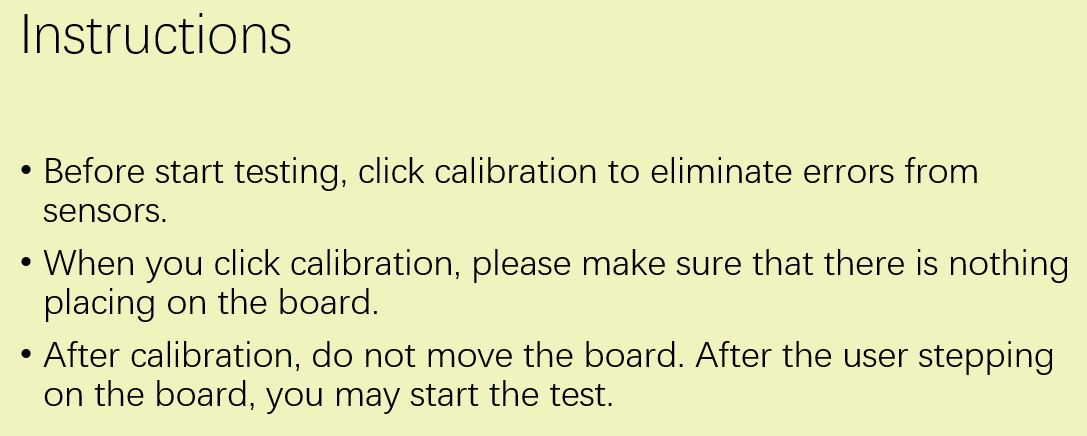 Instructions
• Before start testing, click calibration to eliminate errors from
sensors.
• When you click calibration, please make sure that there is nothing
placing on the board.
• After calibration, do not move the board. After the user stepping
on the board, you may start the test.